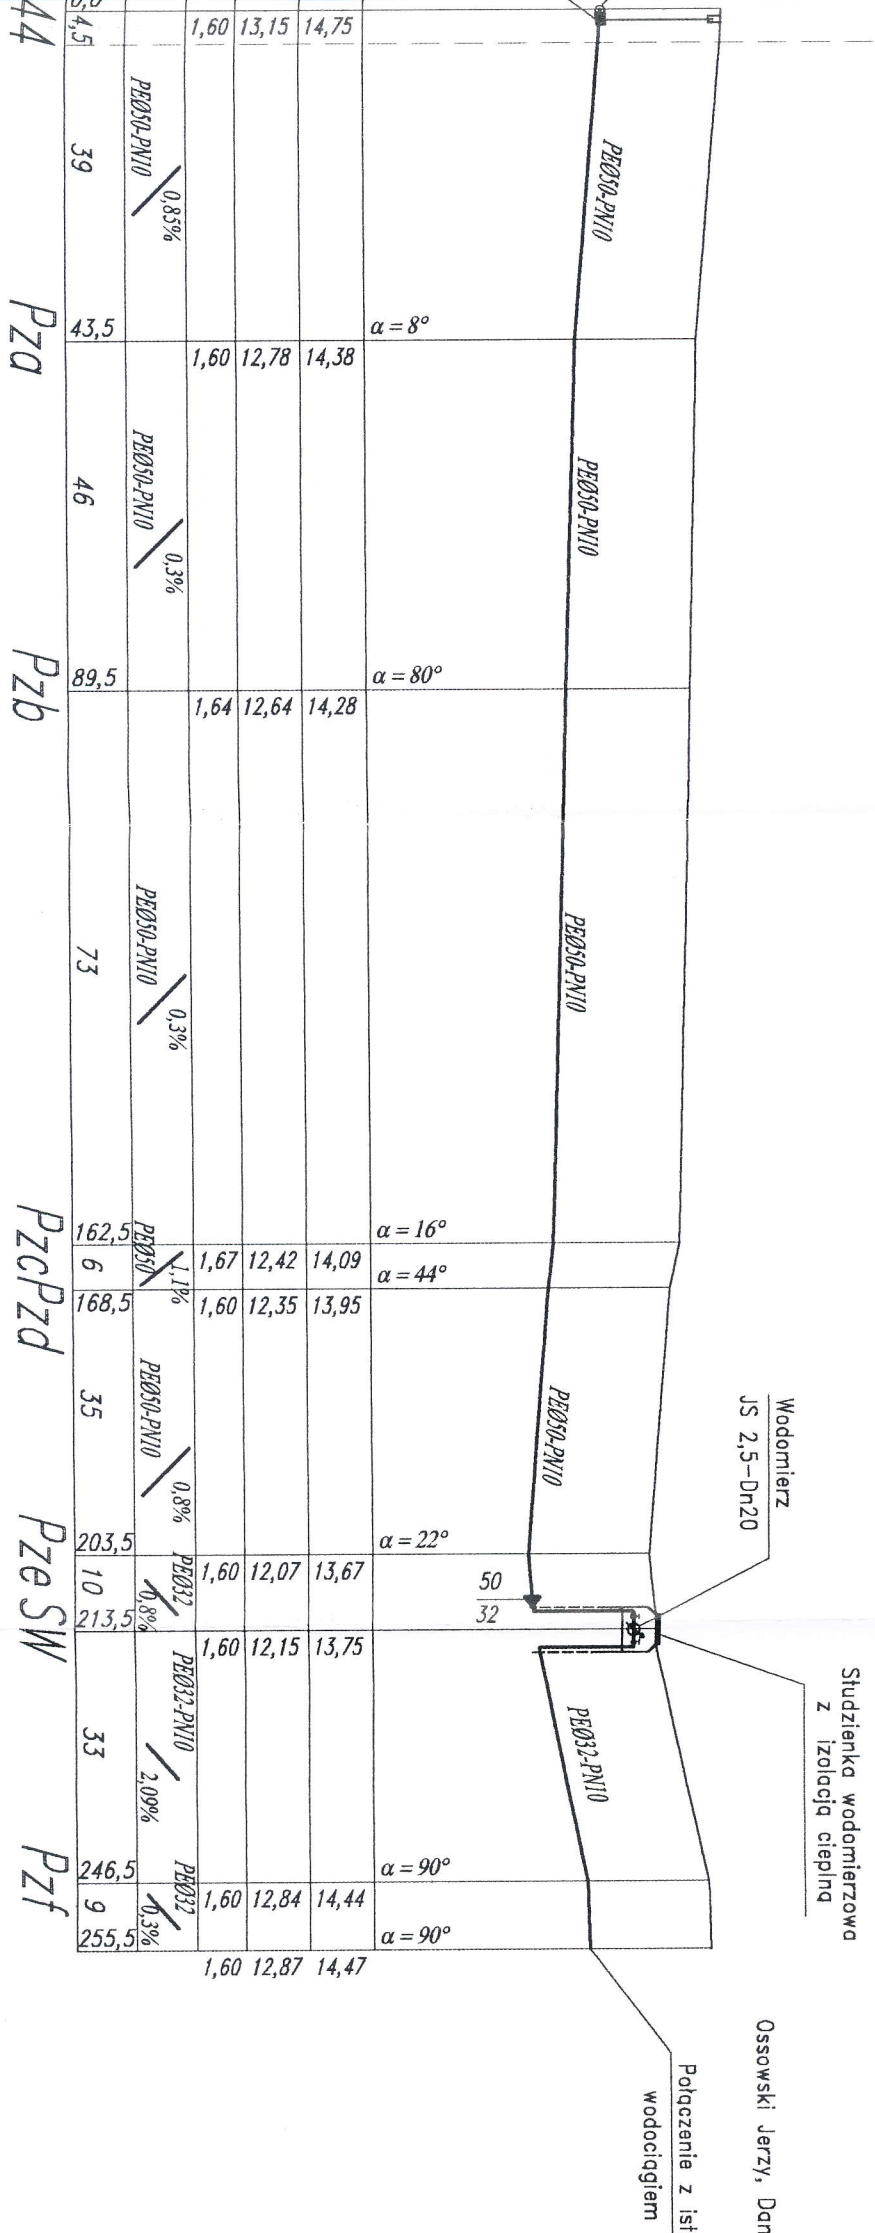 44
4,5
1,60 13,15 14,75
39
PEØ50-PN10
0,85%
PEØ50-PN10
Pza
43,5
α = 8°
1,60 12,78 14,38
46
PEØ50-PN10
0,3%
PEØ50-PN10
Pzb
89,5
α = 80°
1,64 12,64 14,28
73
PEØ50-PN10
0,3%
PEØ50-PN10
Pzc
162,5
α = 16°
6
PEØ50
1,1%
1,67 12,42 14,09
Pzd
168,5
α = 44°
1,60 12,35 13,95
35
PEØ50-PN10
0,8%
PEØ50-PN10
Wodomierz
JS 2,5-Dn20
Pze
203,5
α = 22°
10
PEØ32
0,8%
1,60 12,07 13,67
50
32
SW
213,5
1,60 12,15 13,75
33
PEØ32-PN10
2,09%
PEØ32-PN10
Studzienka wodomierzowa
z izolacją cieplną
Pzf
246,5
α = 90°
9
PEØ32
0,3%
1,60 12,84 14,44
255,5
α = 90°
1,60 12,87 14,47
Ossowski Jerzy, Dan
Połączenie z ist
wodociągiem